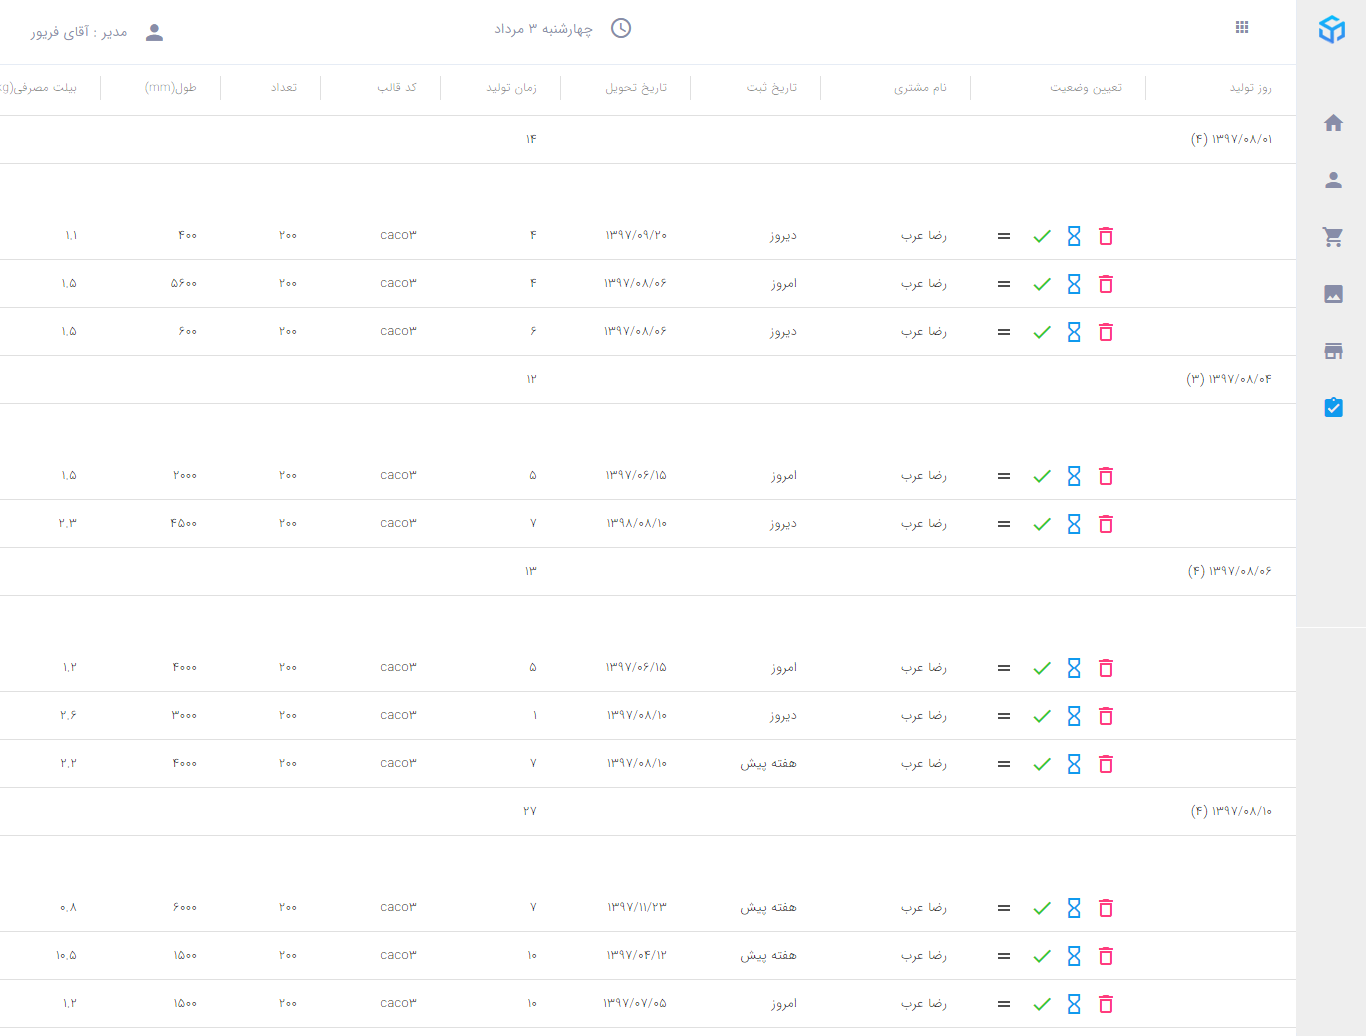 چهارشنبه ۳ مرداد
مدیر : آقای فریور
روز تولید تعیین وضعیت نام مشتری تاریخ ثبت تاریخ تحویل زمان تولید کد قالب تعداد طول(mm) بیلت مصرفی(kg
۱۳۹۷/۰۸/۰۱ (۴) ۱۴
رضا عرب دیروز ۱۳۹۷/۰۹/۲۰ ۴ caco۳ ۲۰۰ ۴۰۰ ۱.۱
رضا عرب امروز ۱۳۹۷/۰۸/۰۶ ۴ caco۳ ۲۰۰ ۵۶۰۰ ۱.۵
رضا عرب دیروز ۱۳۹۷/۰۸/۰۶ ۶ caco۳ ۲۰۰ ۶۰۰ ۱.۵
۱۳۹۷/۰۸/۰۴ (۳) ۱۲
رضا عرب امروز ۱۳۹۷/۰۶/۱۵ ۵ caco۳ ۲۰۰ ۲۰۰۰ ۱.۵
رضا عرب دیروز ۱۳۹۸/۰۸/۱۰ ۷ caco۳ ۲۰۰ ۴۵۰۰ ۲.۳
۱۳۹۷/۰۸/۰۶ (۴) ۱۳
رضا عرب امروز ۱۳۹۷/۰۶/۱۵ ۵ caco۳ ۲۰۰ ۴۰۰۰ ۱.۲
رضا عرب دیروز ۱۳۹۷/۰۸/۱۰ ۱ caco۳ ۲۰۰ ۳۰۰۰ ۲.۶
رضا عرب هفته پیش ۱۳۹۷/۰۸/۱۰ ۷ caco۳ ۲۰۰ ۴۰۰۰ ۲.۲
۱۳۹۷/۰۸/۱۰ (۴) ۲۷
رضا عرب هفته پیش ۱۳۹۷/۱۱/۲۳ ۷ caco۳ ۲۰۰ ۶۰۰۰ ۰.۸
رضا عرب هفته پیش ۱۳۹۷/۰۴/۱۲ ۱۰ caco۳ ۲۰۰ ۱۵۰۰ ۱۰.۵
رضا عرب امروز ۱۳۹۷/۰۷/۰۵ ۱۰ caco۳ ۲۰۰ ۱۵۰۰ ۱.۲